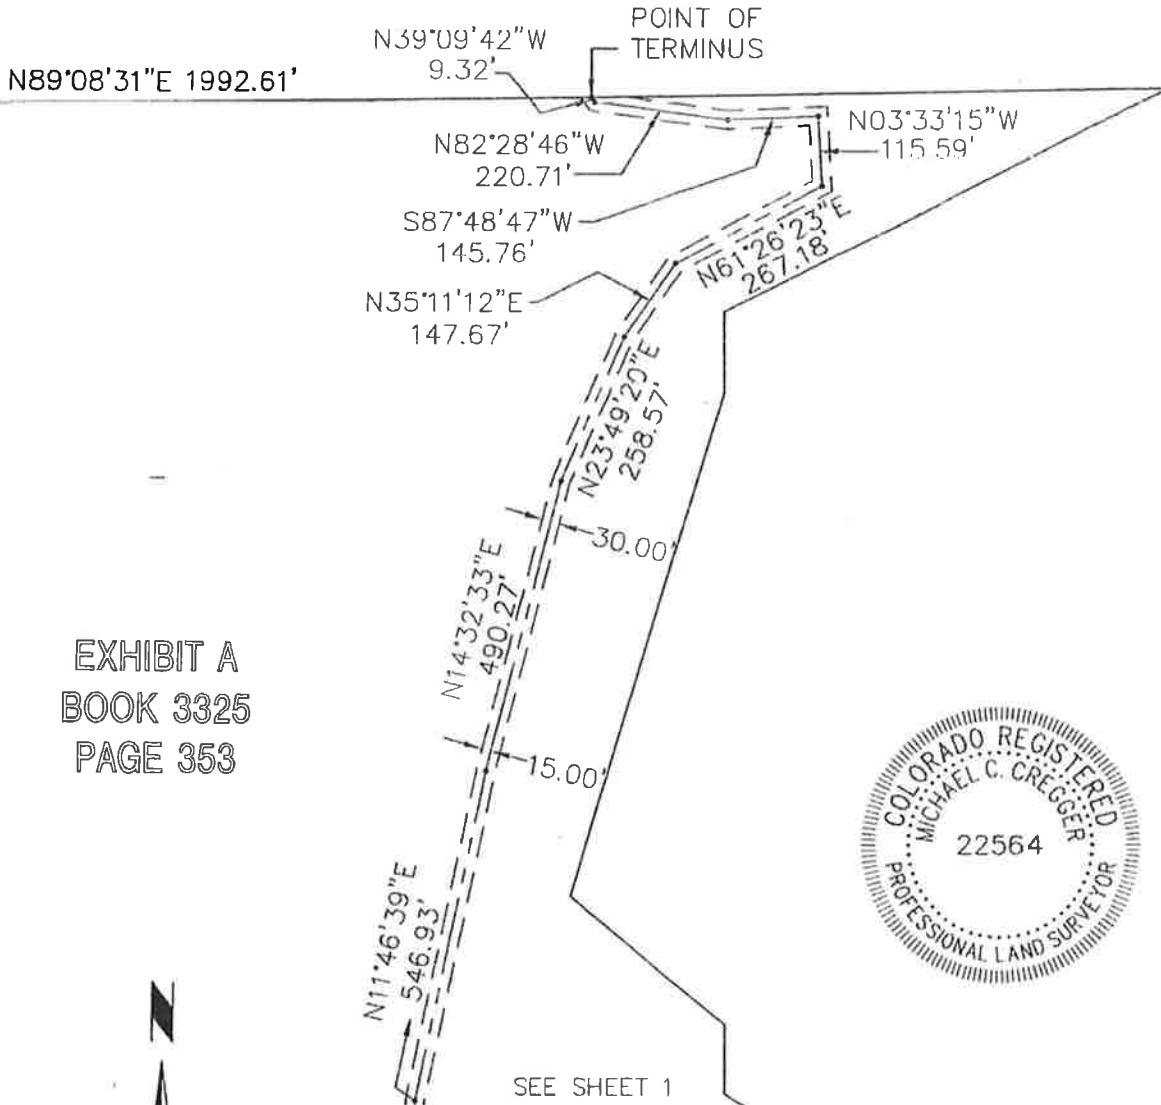 POINT OF
TERMINUS
N39°09'42"W
9.32'
N89°08'31"E 1992.61'
N82°28'46"W
220.71'
N03°33'15"W
115.59'
S87°48'47"W
145.76'
N61°26'23"E
267.18'
N35°11'12"E
147.67'
N23°49'20"E
258.57'
30.00'
N14°32'33"E
490.27'
EXHIBIT A
BOOK 3325
PAGE 353
15.00'
COLORADO REGISTERED
MICHAEL C. CREGGER
22564
PROFESSIONAL LAND SURVEYOR
N11°46'39"E
546.93'
N
SEE SHEET 1